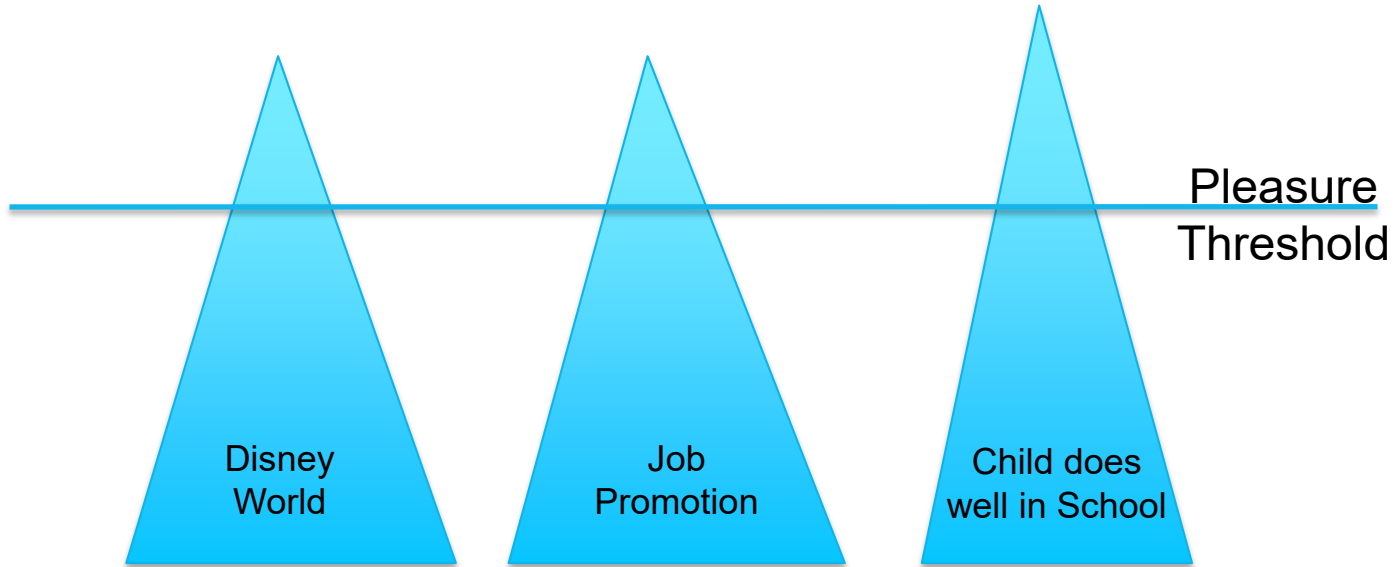 Pleasure
Threshold
Disney
World
Job
Promotion
Child does
well in School